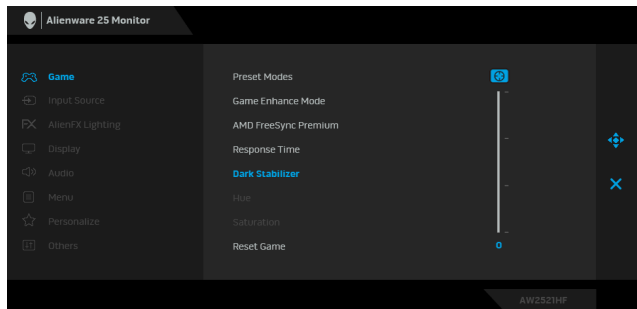 Alienware 25 Monitor
Game
Input Source
AlienFX Lighting
Display
Audio
Menu
Personalize
Others
Preset Modes
Game Enhance Mode
AMD FreeSync Premium
Response Time
Dark Stabilizer
Hue
Saturation
Reset Game
0
AW2521HF